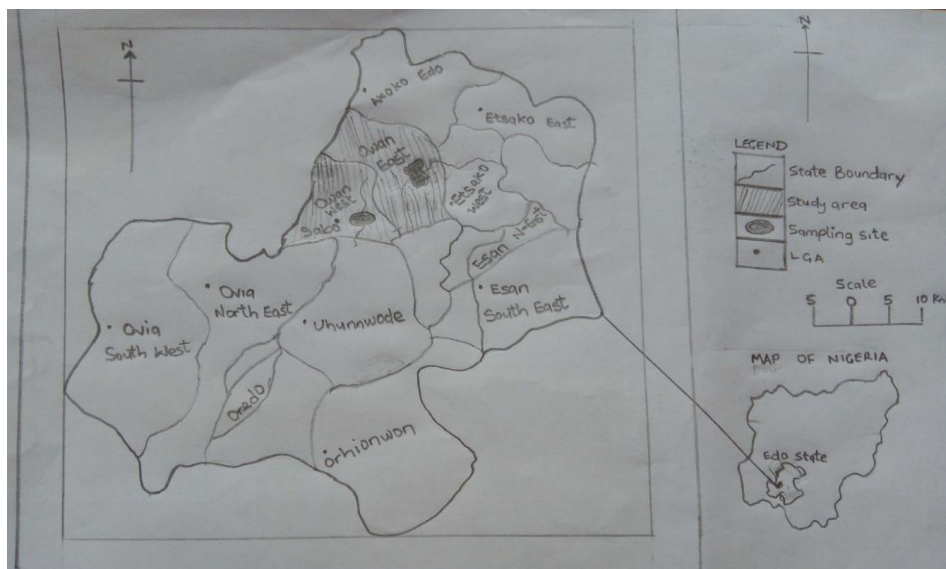 N
N
Akoko Edo
Etsako East
Owan
East
Owan
West
Sabo
Etsako
West
Esan N-East
Esan
South East
Ovia
North East
Ovia
South West
Uhunnwode
Oredo
Orhionwon
LEGEND
State Boundary
Study area
Sampling site
LGA
Scale
5 0 5 10 Km
MAP OF NIGERIA
Edo State